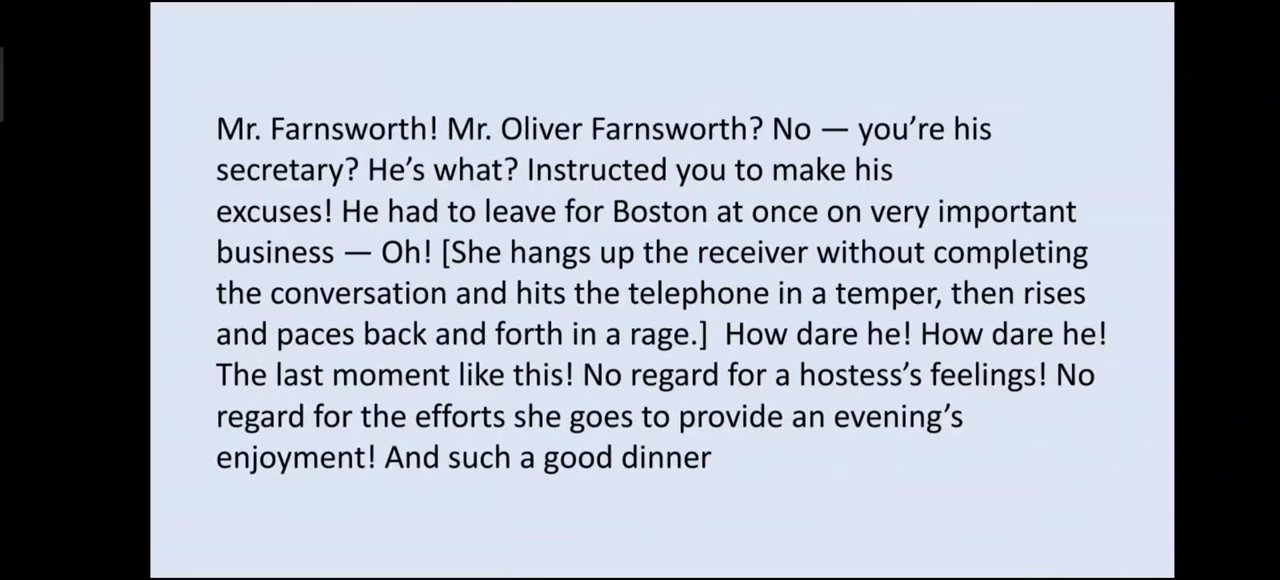 Mr. Farnsworth! Mr. Oliver Farnsworth? No — you’re his
secretary? He’s what? Instructed you to make his
excuses! He had to leave for Boston at once on very important
business — Oh! [She hangs up the receiver without completing
the conversation and hits the telephone in a temper, then rises
and paces back and forth in a rage.]  How dare he! How dare he!
The last moment like this! No regard for a hostess’s feelings! No
regard for the efforts she goes to provide an evening’s
enjoyment! And such a good dinner